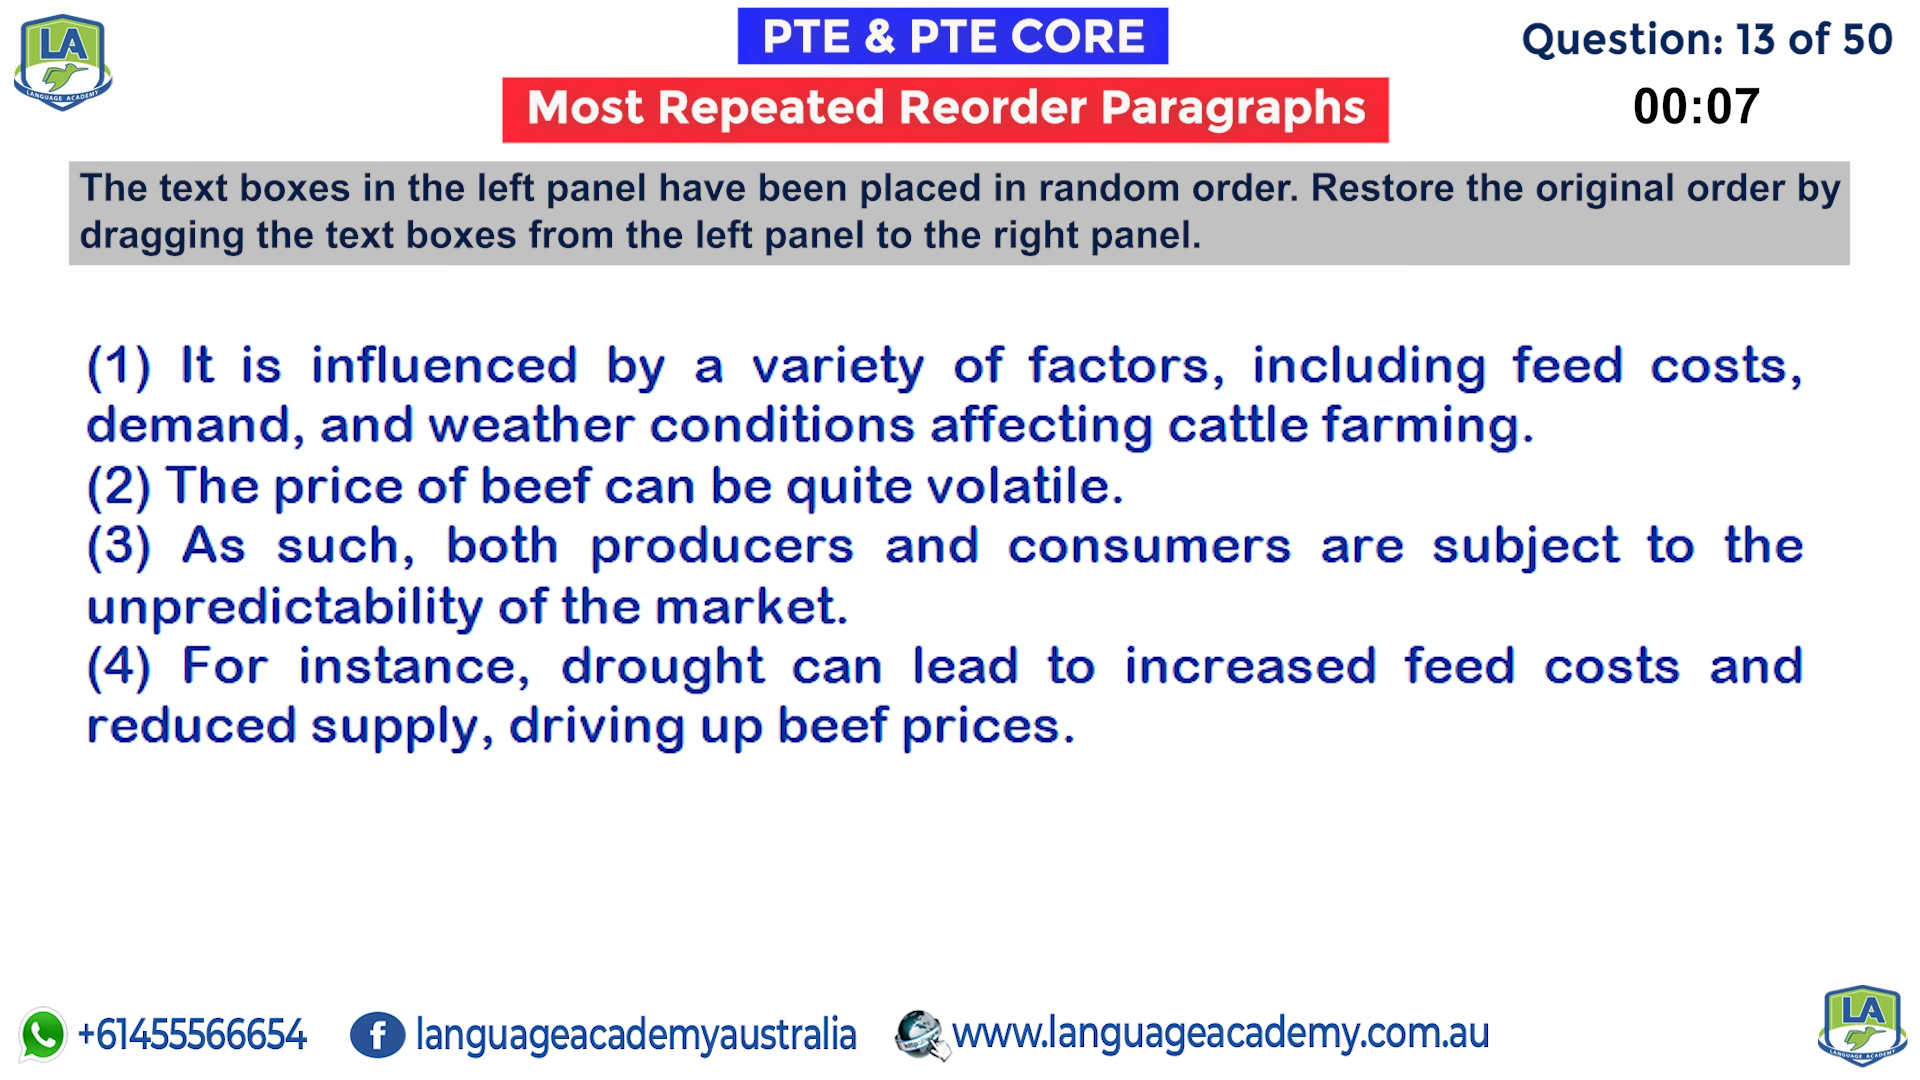 LA
LANGUAGE ACADEMY
PTE & PTE CORE
Question: 13 of 50
Most Repeated Reorder Paragraphs
00:07
The text boxes in the left panel have been placed in random order. Restore the original order by
dragging the text boxes from the left panel to the right panel.
(1) It is influenced by a variety of factors, including feed costs,
demand, and weather conditions affecting cattle farming.
(2) The price of beef can be quite volatile.
(3) As such, both producers and consumers are subject to the
unpredictability of the market.
(4) For instance, drought can lead to increased feed costs and
reduced supply, driving up beef prices.
+61455566654
languageacademyaustralia
www.languageacademy.com.au
LA
LANGUAGE ACADEMY